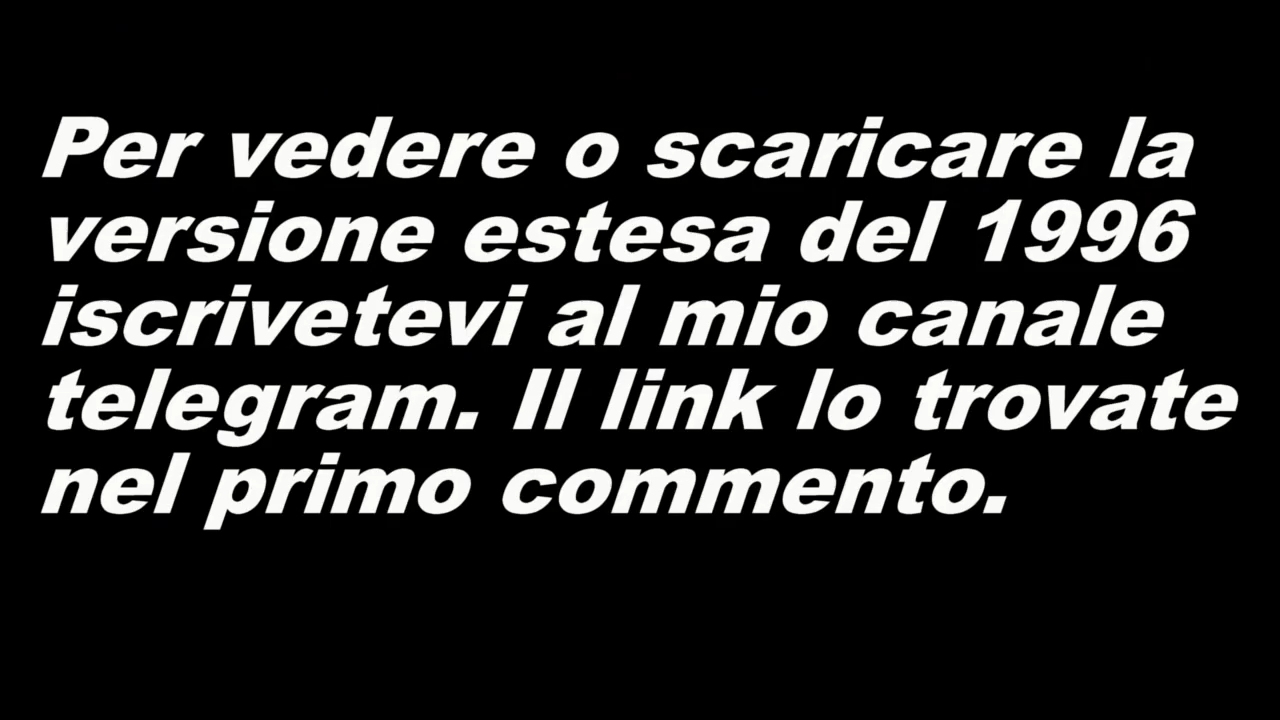 Per vedere o scaricare la
versione estesa del 1996
iscrivetevi al mio canale
telegram. Il link lo trovate
nel primo commento.